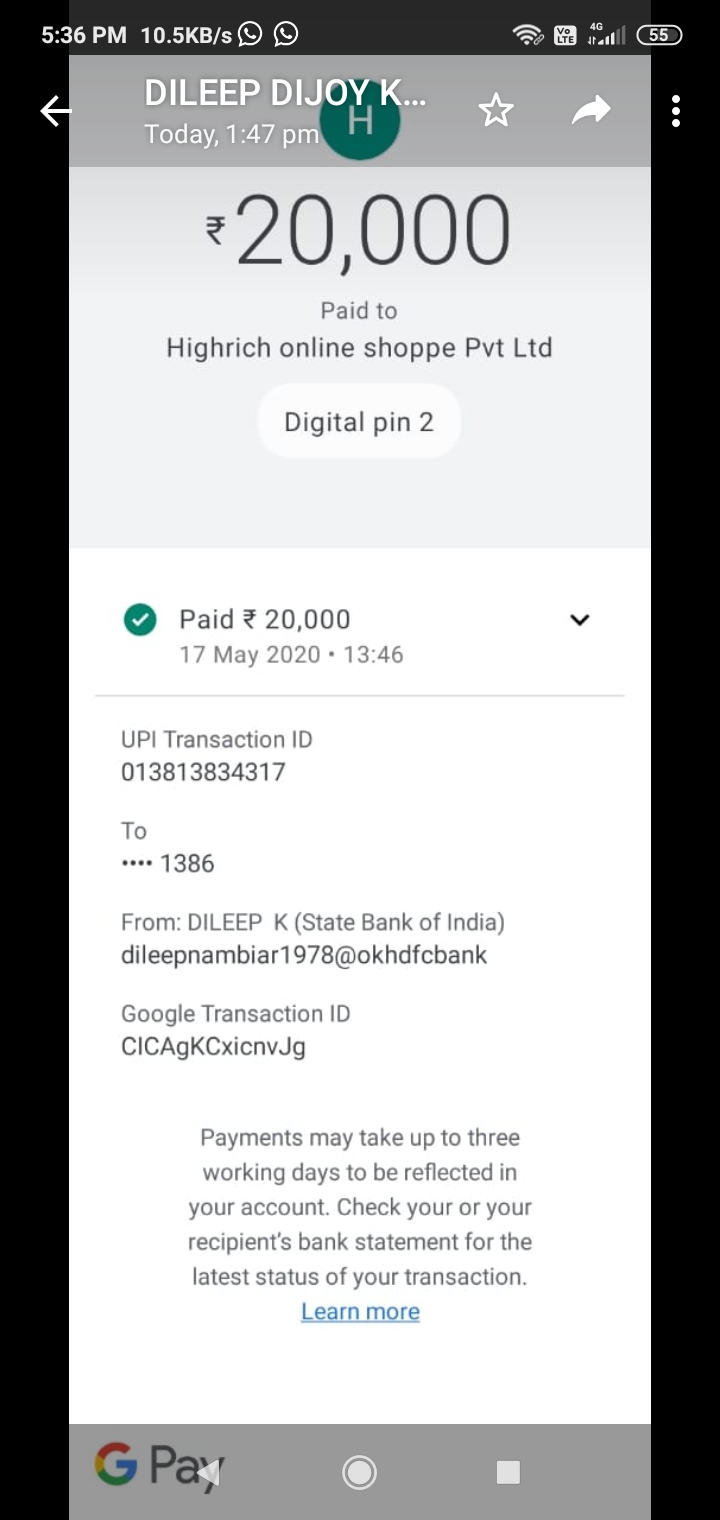 5:36 PM 10.5KB/s Vo LTE 4G 55
DILEEP DIJOY K...
Today, 1:47 pm
H
₹20,000
Paid to
Highrich online shoppe Pvt Ltd
Digital pin 2
Paid ₹ 20,000
17 May 2020 • 13:46
UPI Transaction ID
013813834317
To
•••• 1386
From: DILEEP K (State Bank of India)
dileepnambiar1978@okhdfcbank
Google Transaction ID
CICAgKCxicnvJg
Payments may take up to three
working days to be reflected in
your account. Check your or your
recipient's bank statement for the
latest status of your transaction.
Learn more
G Pay